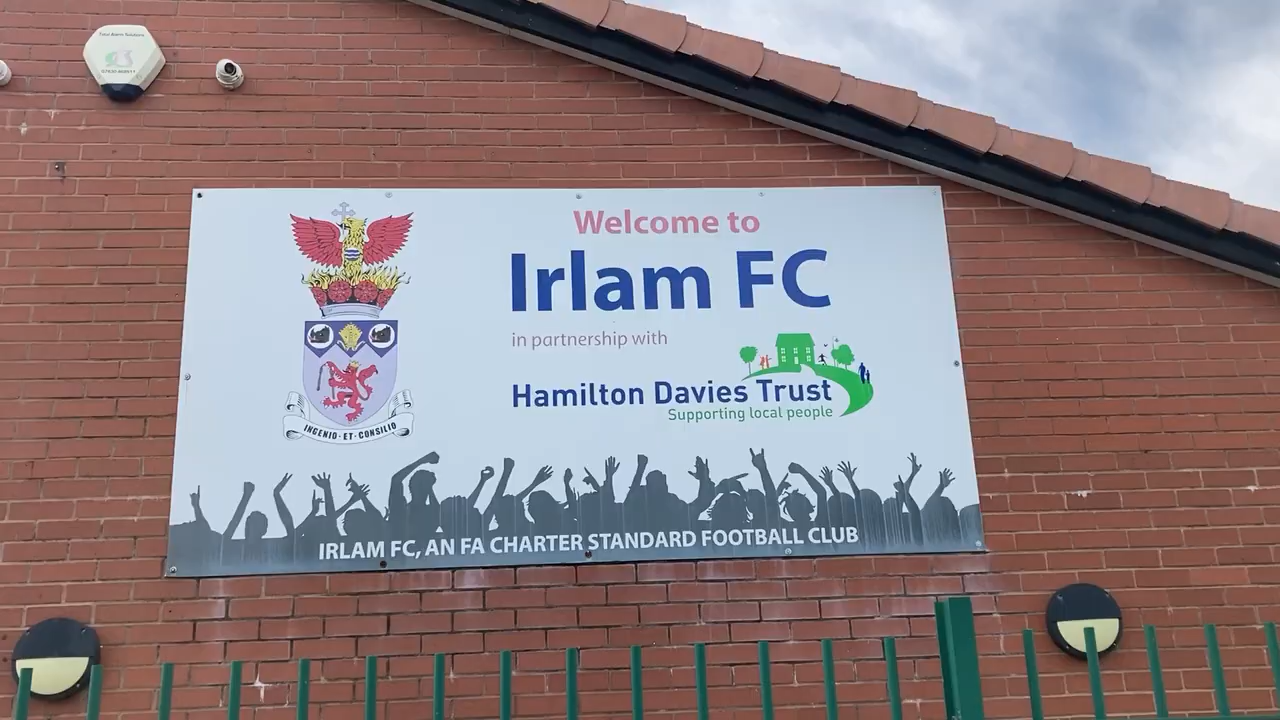 Welcome to
Irlam FC
in partnership with
Hamilton Davies Trust
Supporting local people
INGENIO·ET·CONSILIO
IRLAM FC, AN FA CHARTER STANDARD FOOTBALL CLUB